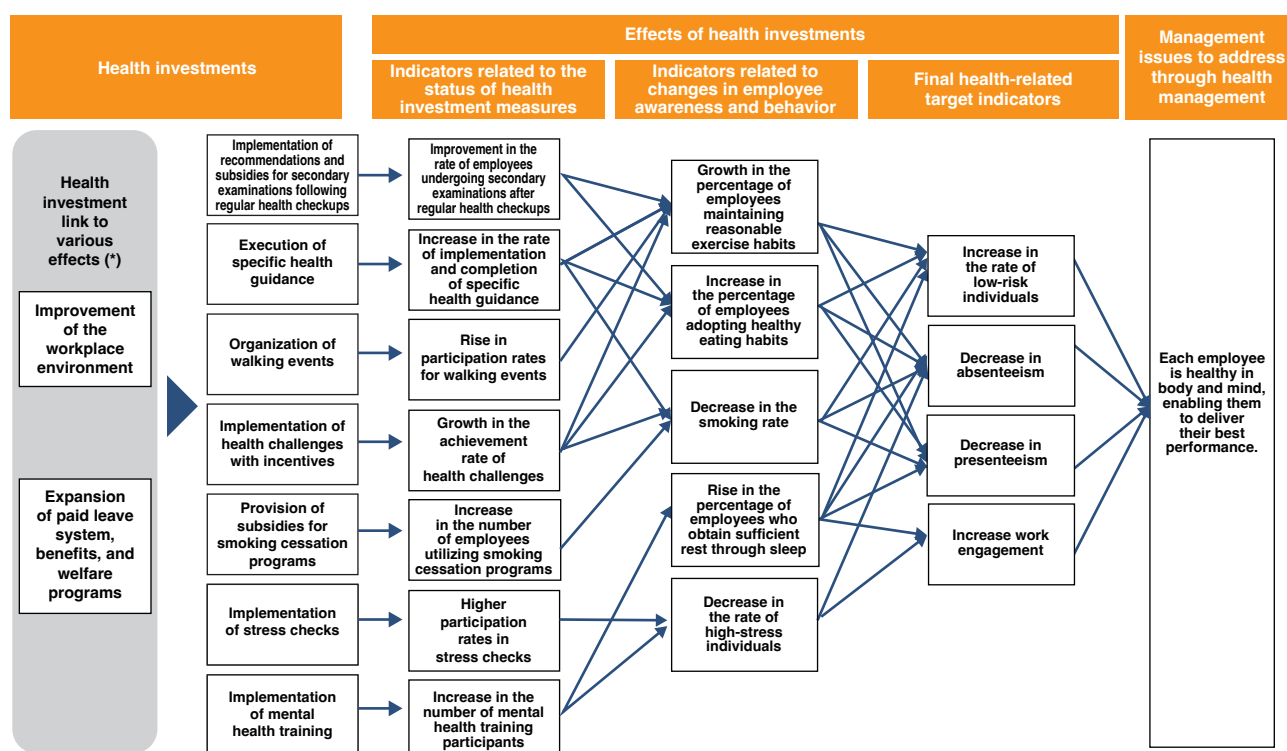 Health investments
Effects of health investments
Management
issues to address
through health
management
Indicators related to the
status of health
investment measures
Indicators related to
changes in employee
awareness and behavior
Final health-related
target indicators
Health
investment
link to
various
effects (*)
Improvement
of the
workplace
environment
Expansion
of paid leave
system,
benefits, and
welfare
programs
Implementation of
recommendations and
subsidies for secondary
examinations following
regular health checkups
Execution of
specific health
guidance
Organization of
walking events
Implementation of
health challenges
with incentives
Provision of
subsidies for
smoking cessation
programs
Implementation
of stress checks
Implementation
of mental
health training
Improvement in the
rate of employees
undergoing secondary
examinations after
regular health checkups
Increase in the rate
of implementation
and completion
of specific
health guidance
Rise in
participation rates
for walking events
Growth in the
achievement
rate of
health challenges
Increase
in the number
of employees
utilizing smoking
cessation programs
Higher
participation
rates in
stress checks
Increase in the
number of mental
health training
participants
Growth in the
percentage of
employees
maintaining
reasonable
exercise habits
Increase in
the percentage
of employees
adopting healthy
eating habits
Decrease in the
smoking rate
Rise in the
percentage of
employees who
obtain sufficient
rest through sleep
Decrease in
the rate of
high-stress
individuals
Increase in
the rate of
low-risk
individuals
Decrease in
absenteeism
Decrease in
presenteeism
Increase work
engagement
Each employee
is healthy in
body and mind,
enabling them
to deliver
their best
performance.